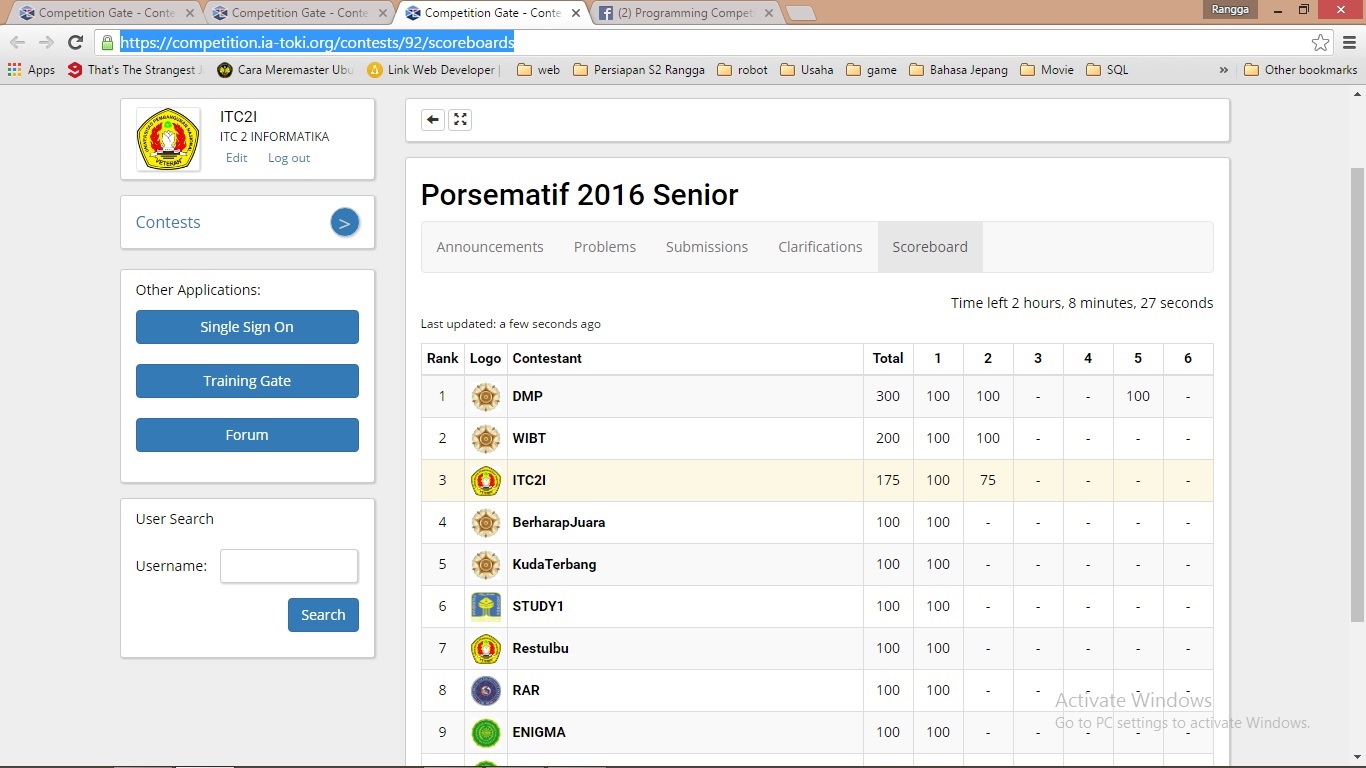 Competition Gate - Conte
Competition Gate - Conte
Competition Gate - Conte
(2) Programming Compet
Rangga
https://competition.ia-toki.org/contests/92/scoreboards
Apps
That's The Strangest
Cara Meremaster Ubu
Link Web Developer |
web
Persiapan S2 Rangga
robot
Usaha
game
Bahasa Jepang
Movie
SQL
»
Other bookmarks
ITC2I
ITC 2 INFORMATIKA
Edit Log out
Contests >
Other Applications:
Single Sign On
Training Gate
Forum
User Search
Username:
Search
Porsematif 2016 Senior
Announcements Problems Submissions Clarifications Scoreboard
Time left 2 hours, 8 minutes, 27 seconds
Last updated: a few seconds ago
Rank Logo Contestant Total 1 2 3 4 5 6
1 DMP 300 100 100 - - 100 -
2 WIBT 200 100 100 - - - -
3 ITC2I 175 100 75 - - - -
4 BerharapJuara 100 100 - - - - -
5 KudaTerbang 100 100 - - - - -
6 STUDY1 100 100 - - - - -
7 RestuIbu 100 100 - - - - -
8 RAR 100 100 - - - - -
9 ENIGMA 100 100 - - - - -
Activate Windows
Go to PC settings to activate Windows.